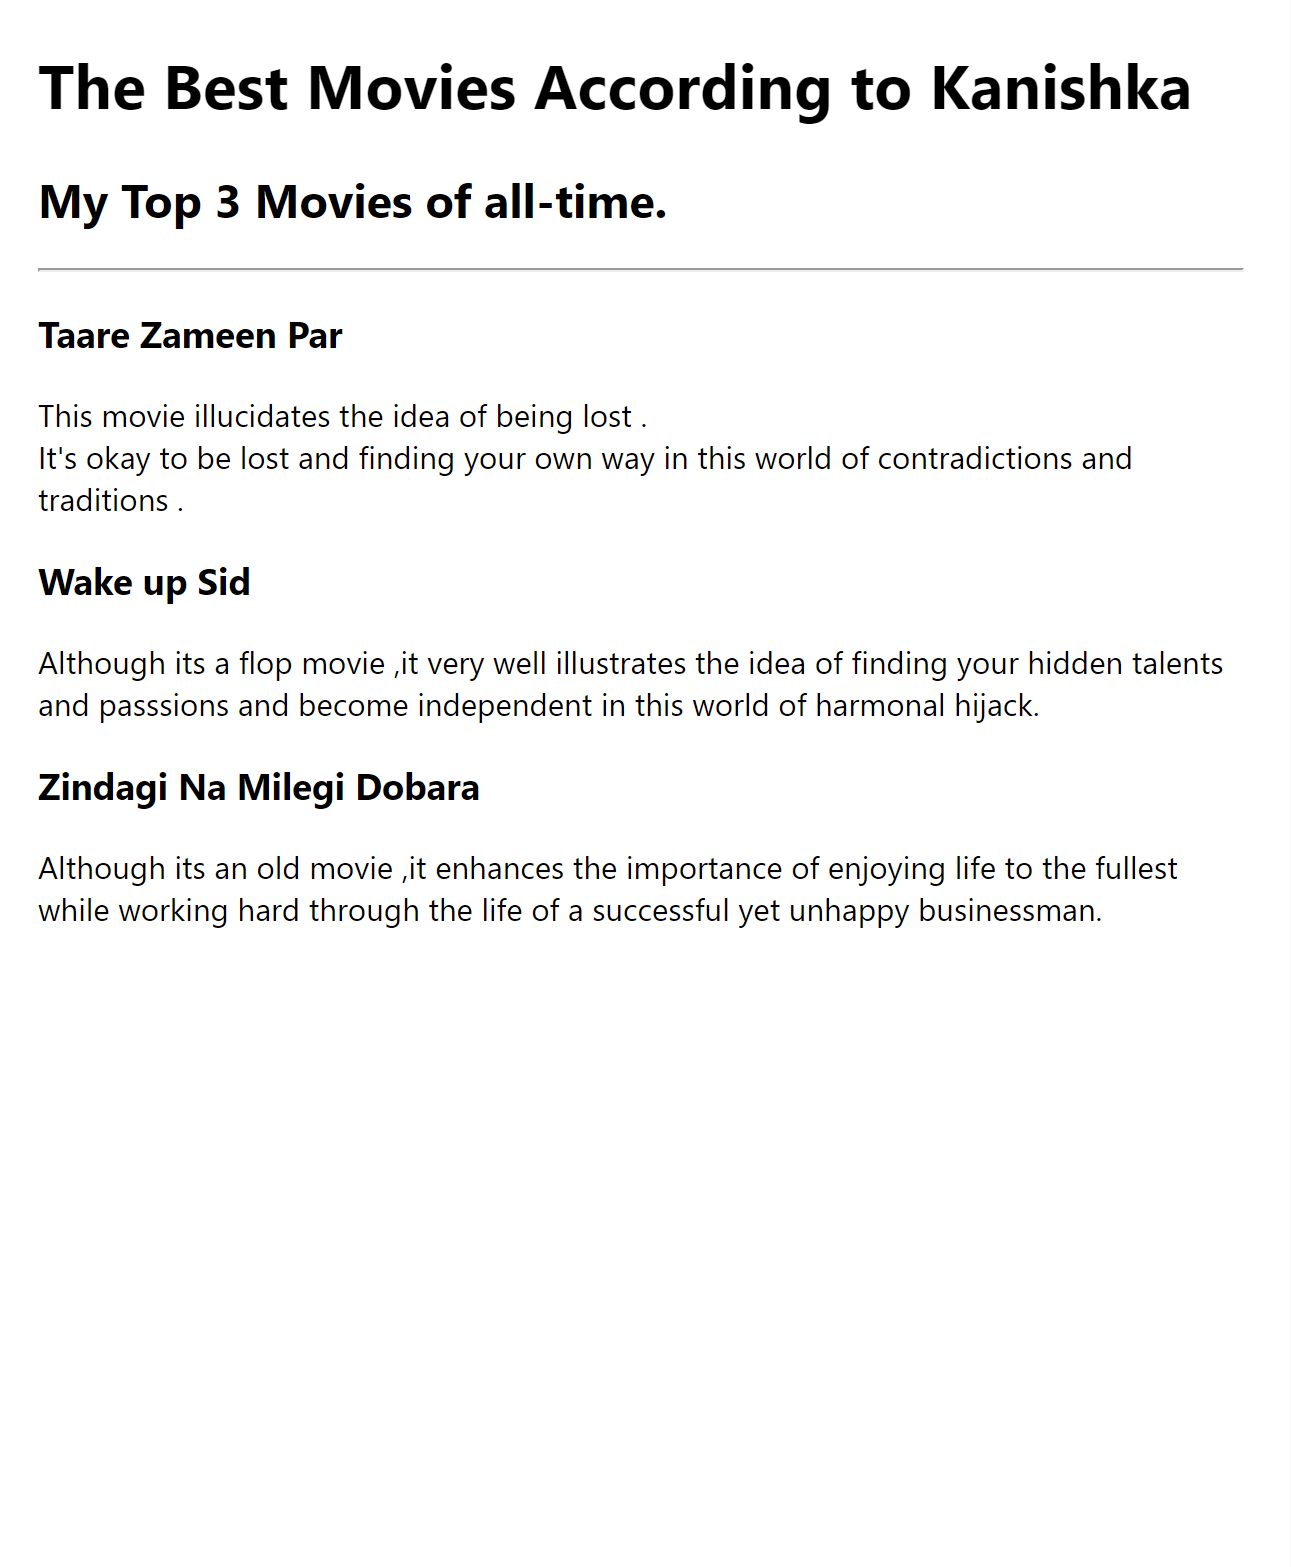 The Best Movies According to Kanishka
My Top 3 Movies of all-time.
Taare Zameen Par
This movie illucidates the idea of being lost .
It's okay to be lost and finding your own way in this world of contradictions and
traditions .
Wake up Sid
Although its a flop movie ,it very well illustrates the idea of finding your hidden talents
and passsions and become independent in this world of harmonal hijack.
Zindagi Na Milegi Dobara
Although its an old movie ,it enhances the importance of enjoying life to the fullest
while working hard through the life of a successful yet unhappy businessman.